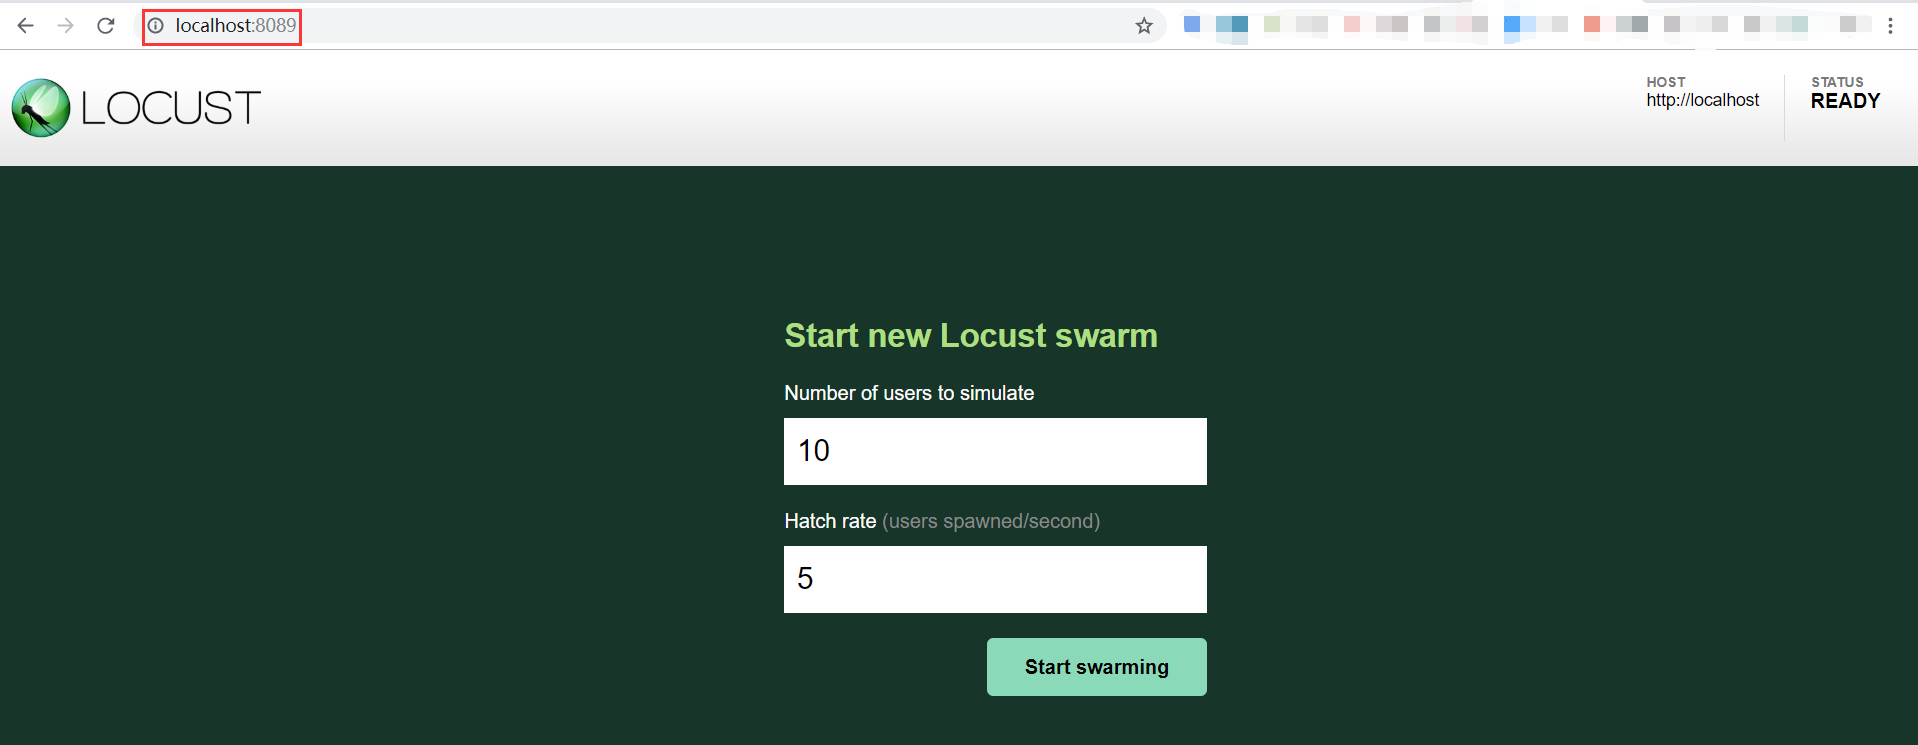 localhost:8089
LOCUST
HOST
http://localhost
STATUS
READY
Start new Locust swarm
Number of users to simulate
10
Hatch rate (users spawned/second)
5
Start swarming